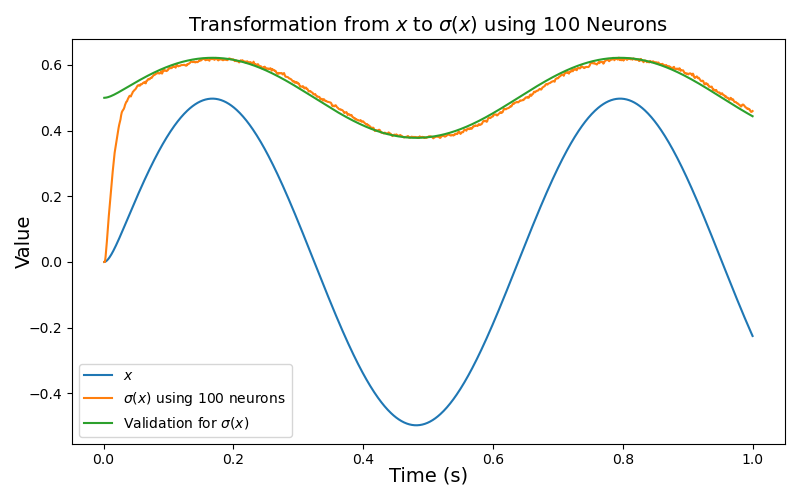 Transformation from x to σ(x) using 100 Neurons
0.6
0.4
0.2
0.0
−0.2
−0.4
Value
x
σ(x) using 100 neurons
Validation for σ(x)
0.0 0.2 0.4 0.6 0.8 1.0
Time (s)